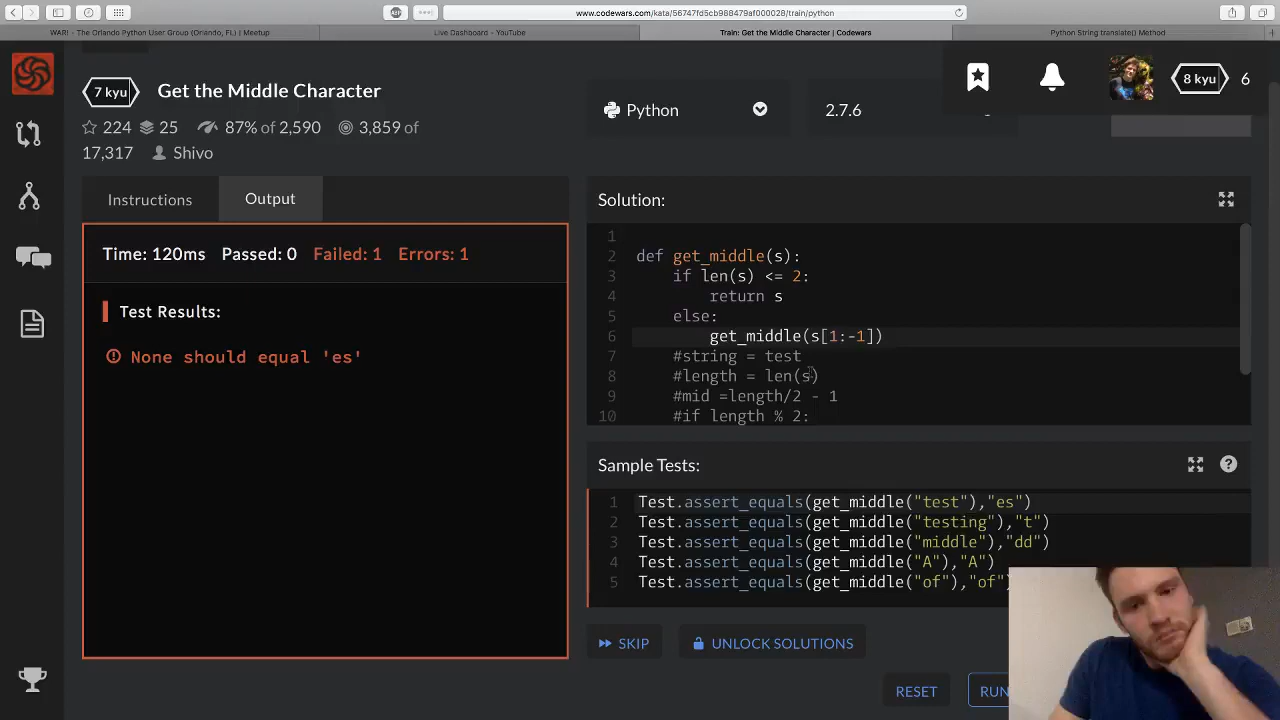 www.codewars.com/kata/56747fd5cb988479af000028/train/python
WAR! - The Orlando Python User Group (Orlando, FL) | Meetup
Live Dashboard - YouTube
Train: Get the Middle Character | Codewars
Python String translate() Method
7 kyu
Get the Middle Character
224 25 87% of 2,590 3,859 of
17,317 Shivo
Python
2.7.6
8 kyu 6
Instructions
Output
Time: 120ms Passed: 0 Failed: 1 Errors: 1
Test Results:
None should equal 'es'
Solution:
1
2 def get_middle(s):
3 if len(s) <= 2:
4 return s
5 else:
6 get_middle(s[1:-1])
7 #string = test
8 #length = len(s)
9 #mid =length/2 - 1
10 #if length % 2:
Sample Tests:
1 Test.assert_equals(get_middle("test"),"es")
2 Test.assert_equals(get_middle("testing"),"t")
3 Test.assert_equals(get_middle("middle"),"dd")
4 Test.assert_equals(get_middle("A"),"A")
5 Test.assert_equals(get_middle("of"),"of")
SKIP
UNLOCK SOLUTIONS
RESET
RUN